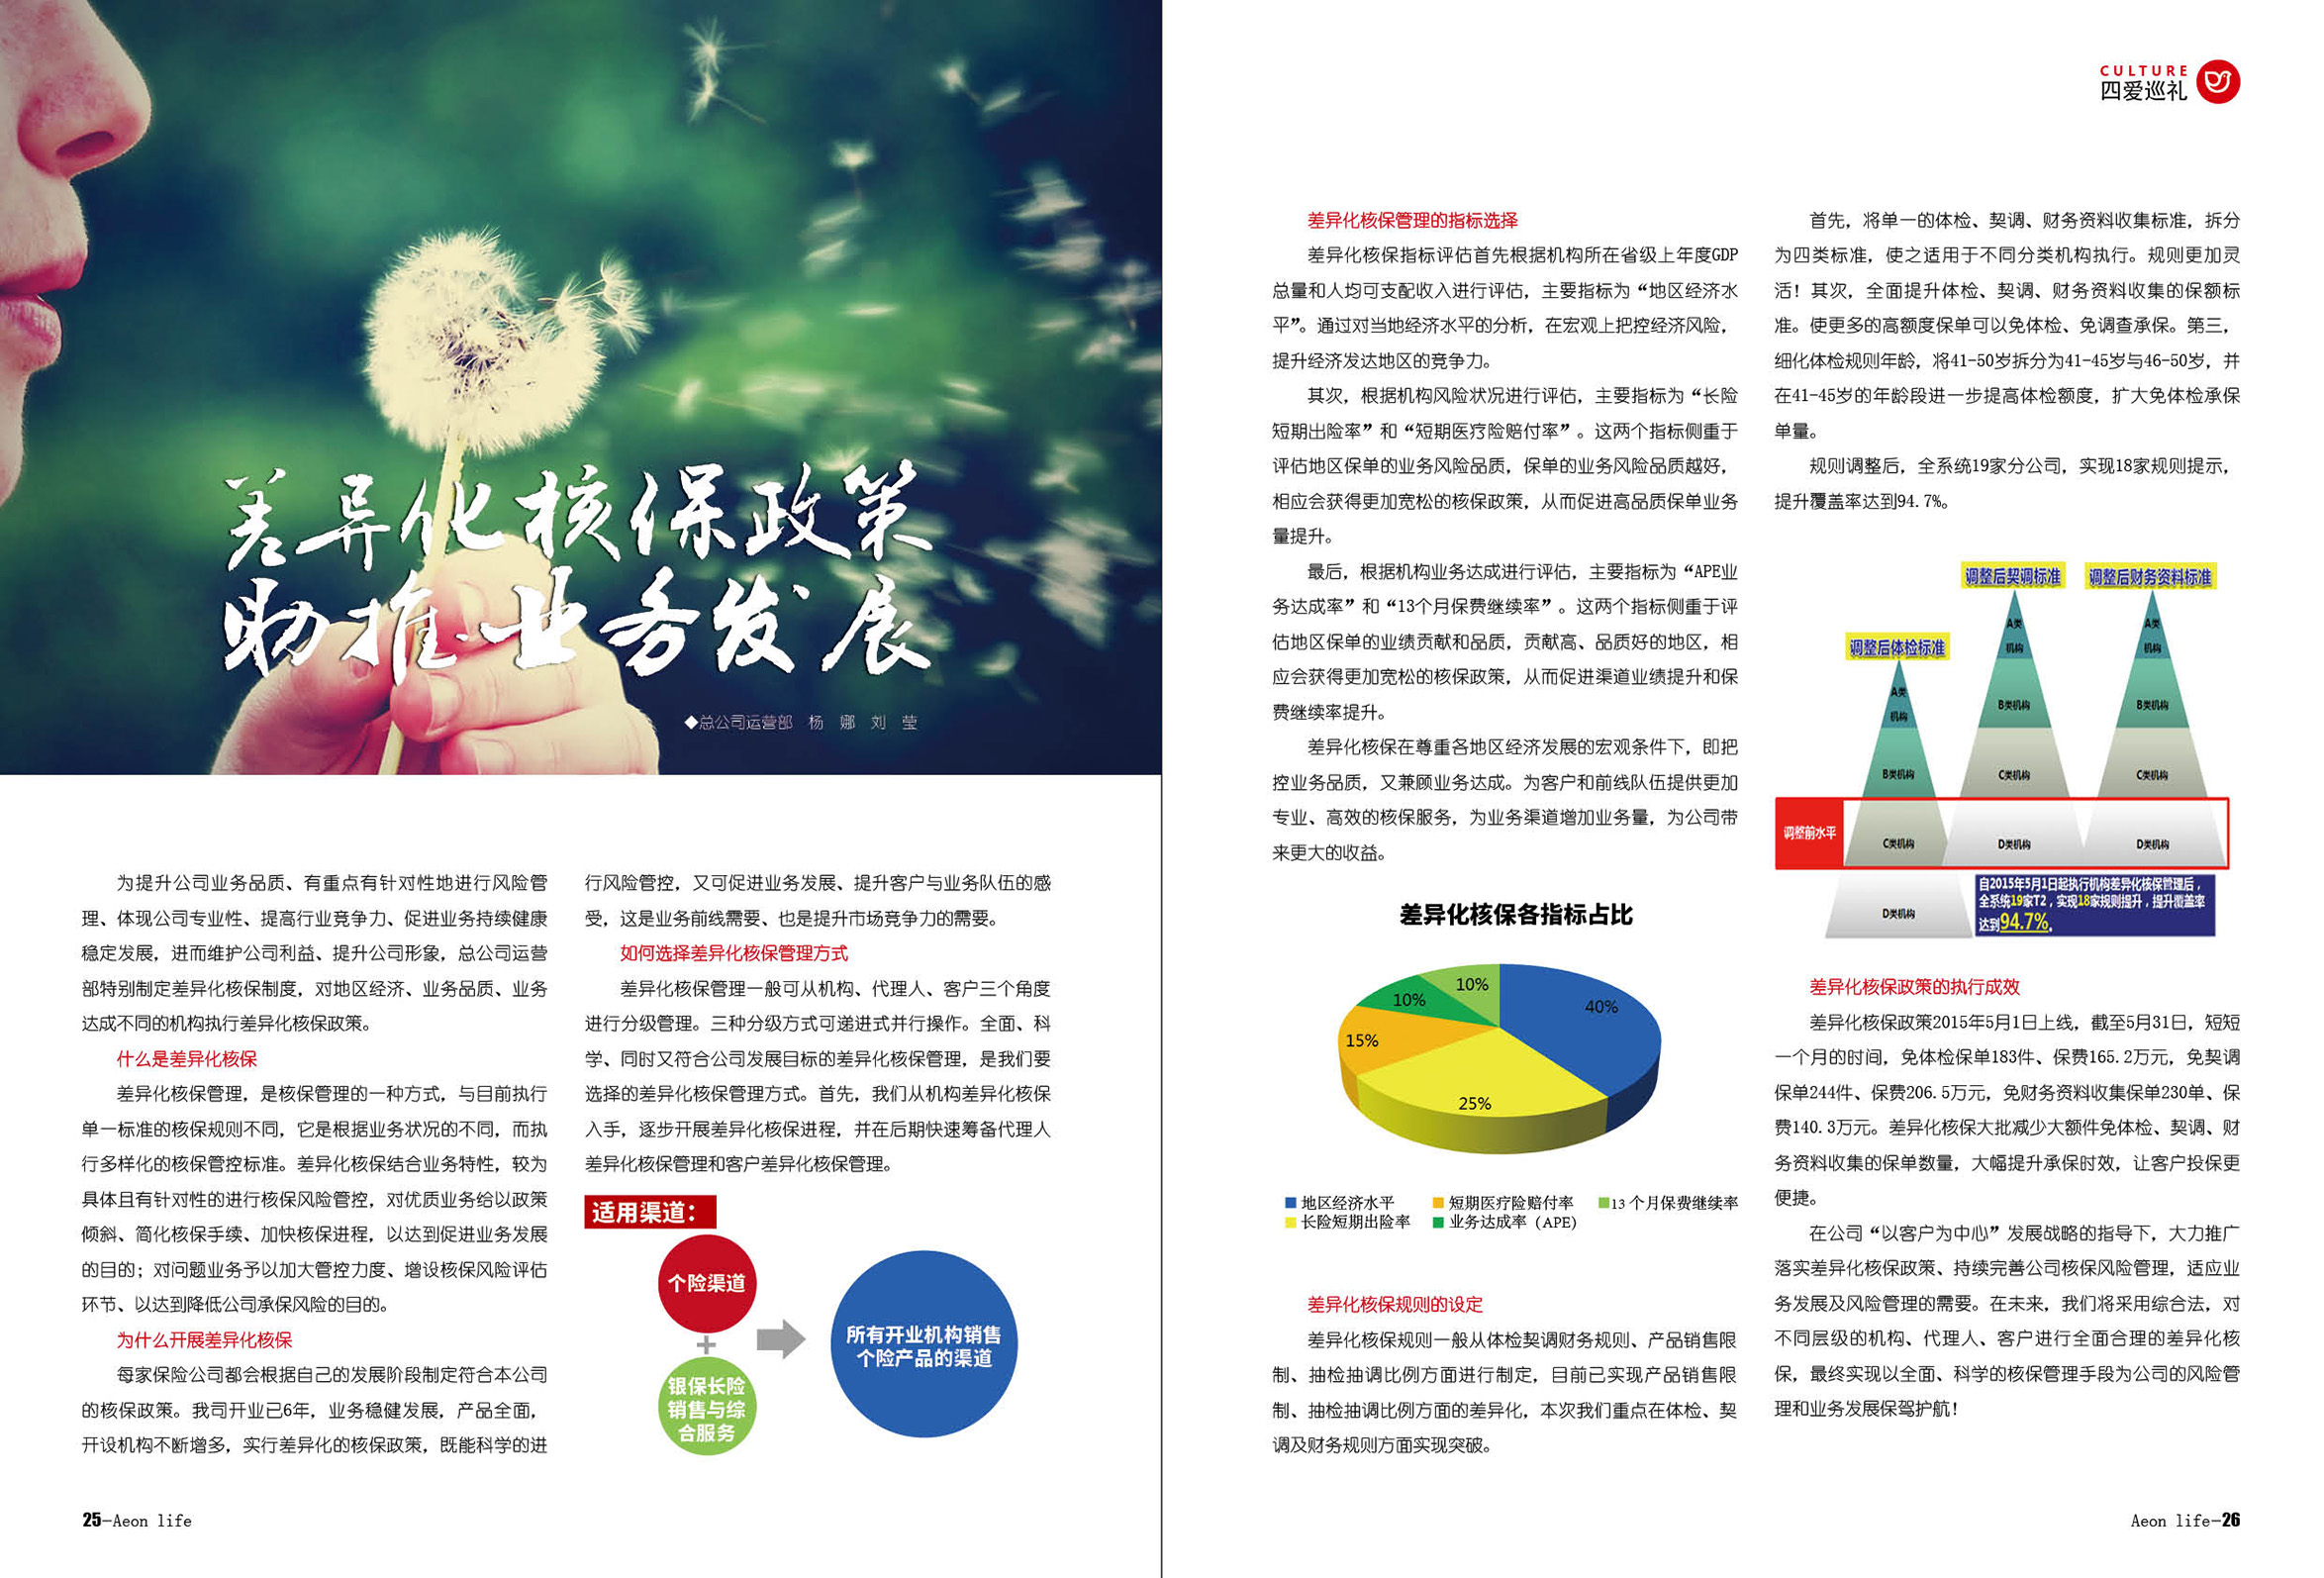 差异化核保政策
助推业务发展
◆总公司运营部 杨 娜 刘 莹
为提升公司业务品质、有重点有针对性地进行风险管
理、体现公司专业性、提高行业竞争力、促进业务持续健康
稳定发展，进而维护公司利益、提升公司形象，总公司运营
部特别制定差异化核保制度，对地区经济、业务品质、业务
达成不同的机构执行差异化核保政策。
什么是差异化核保
差异化核保管理，是核保管理的一种方式，与目前执行
单一标准的核保规则不同，它是根据业务状况的不同，而执
行多样化的核保管控标准。差异化核保结合业务特性，较为
具体且有针对性的进行核保风险管控，对优质业务给以政策
倾斜、简化核保手续、加快核保进程，以达到促进业务发展
的目的；对问题业务予以加大管控力度、增设核保风险评估
环节、以达到降低公司承保风险的目的。
为什么开展差异化核保
每家保险公司都会根据自己的发展阶段制定符合本公司
的核保政策。我司开业已6年，业务稳健发展，产品全面，
开设机构不断增多，实行差异化的核保政策，既能科学的进
行风险管控，又可促进业务发展、提升客户与业务队伍的感
受，这是业务前线需要、也是提升市场竞争力的需要。
如何选择差异化核保管理方式
差异化核保管理一般可从机构、代理人、客户三个角度
进行分级管理。三种分级方式可递进式并行操作。全面、科
学、同时又符合公司发展目标的差异化核保管理，是我们要
选择的差异化核保管理方式。首先，我们从机构差异化核保
入手，逐步开展差异化核保进程，并在后期快速筹备代理人
差异化核保管理和客户差异化核保管理。
适用渠道：
个险渠道
+
银保长险
销售与综
合服务
所有开业机构销售
个险产品的渠道
25-Aeon life
CULTURE
四爱巡礼
差异化核保管理的指标选择
差异化核保指标评估首先根据机构所在省级上年度GDP
总量和人均可支配收入进行评估，主要指标为“地区经济水
平”。通过对当地经济水平的分析，在宏观上把控经济风险，
提升经济发达地区的竞争力。
其次，根据机构风险状况进行评估，主要指标为“长险
短期出险率”和“短期医疗险赔付率”。这两个指标侧重于
评估地区保单的业务风险品质，保单的业务风险品质越好，
相应会获得更加宽松的核保政策，从而促进高品质保单业务
量提升。
最后，根据机构业务达成进行评估，主要指标为“APE业
务达成率”和“13个月保费继续率”。这两个指标侧重于评
估地区保单的业绩贡献和品质，贡献高、品质好的地区，相
应会获得更加宽松的核保政策，从而促进渠道业绩提升和保
费继续率提升。
差异化核保在尊重各地区经济发展的宏观条件下，即把
控业务品质，又兼顾业务达成。为客户和前线队伍提供更加
专业、高效的核保服务，为业务渠道增加业务量，为公司带
来更大的收益。
差异化核保各指标占比
10%
40%
10%
15%
25%
地区经济水平 短期医疗险赔付率 13 个月保费继续率
长险短期出险率 业务达成率（APE）
差异化核保规则的设定
差异化核保规则一般从体检契调财务规则、产品销售限
制、抽检抽调比例方面进行制定，目前已实现产品销售限
制、抽检抽调比例方面的差异化，本次我们重点在体检、契
调及财务规则方面实现突破。
首先，将单一的体检、契调、财务资料收集标准，拆分
为四类标准，使之适用于不同分类机构执行。规则更加灵
活！其次，全面提升体检、契调、财务资料收集的保额标
准。使更多的高额度保单可以免体检、免调查承保。第三，
细化体检规则年龄，将41-50岁拆分为41-45岁与46-50岁，并
在41-45岁的年龄段进一步提高体检额度，扩大免体检承保
单量。
规则调整后，全系统19家分公司，实现18家规则提示，
提升覆盖率达到94.7%。
调整后契调标准 调整后财务资料标准
A类 A类
机构 机构
调整后体检标准
A类
机构
B类机构 B类机构
B类机构 C类机构 C类机构
调整前水平
C类机构 D类机构 D类机构
D类机构
自2015年5月1日起执行机构差异化核保管理后，
全系统19家T2，实现18家规则提升，提升覆盖率
达到94.7%。
差异化核保政策的执行成效
差异化核保政策2015年5月1日上线，截至5月31日，短短
一个月的时间，免体检保单183件、保费165.2万元，免契调
保单244件、保费206.5万元，免财务资料收集保单230单、保
费140.3万元。差异化核保大批减少大额件免体检、契调、财
务资料收集的保单数量，大幅提升承保时效，让客户投保更
便捷。
在公司“以客户为中心”发展战略的指导下，大力推广
落实差异化核保政策、持续完善公司核保风险管理，适应业
务发展及风险管理的需要。在未来，我们将采用综合法，对
不同层级的机构、代理人、客户进行全面合理的差异化核
保，最终实现以全面、科学的核保管理手段为公司的风险管
理和业务发展保驾护航！
Aeon life-26